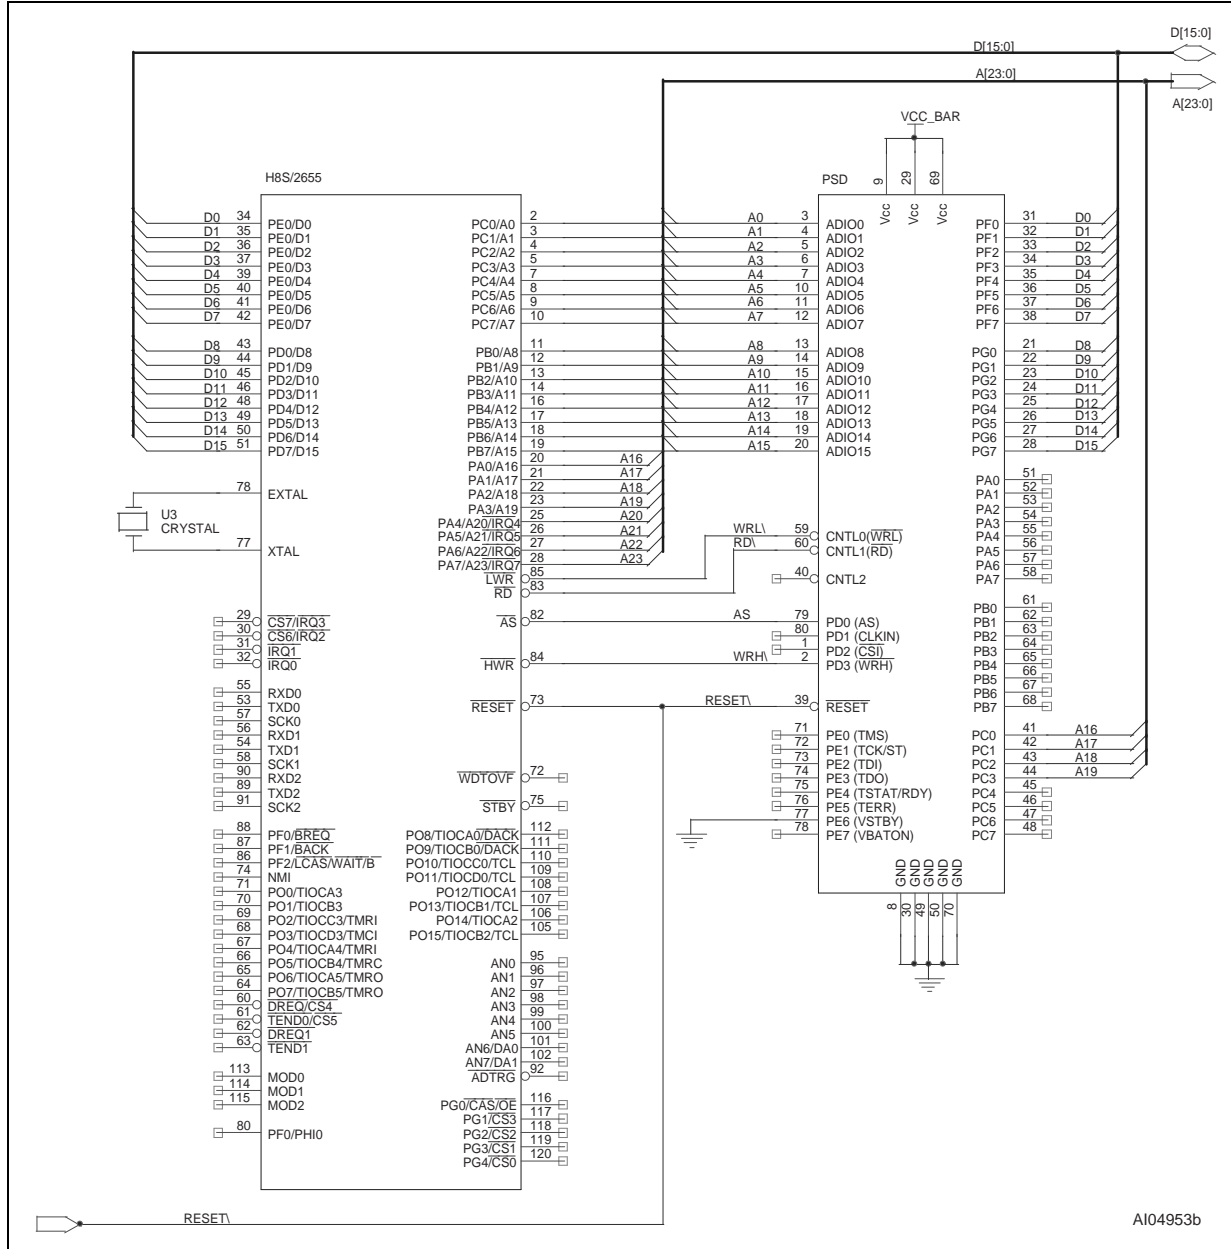 D[15:0]
D[15:0]
A[23:0]
A[23:0]
VCC_BAR
H8S/2655
PSD
9 29 69
Vcc Vcc Vcc
D0 34 PE0/D0 PC0/A0 2 A0 3 ADIO0 PF0 31 D0
D1 35 PE0/D1 PC1/A1 3 A1 4 ADIO1 PF1 32 D1
D2 36 PE0/D2 PC2/A2 4 A2 5 ADIO2 PF2 33 D2
D3 37 PE0/D3 PC3/A3 5 A3 6 ADIO3 PF3 34 D3
D4 39 PE0/D4 PC4/A4 7 A4 7 ADIO4 PF4 35 D4
D5 40 PE0/D5 PC5/A5 8 A5 10 ADIO5 PF5 36 D5
D6 41 PE0/D6 PC6/A6 9 A6 11 ADIO6 PF6 37 D6
D7 42 PE0/D7 PC7/A7 10 A7 12 ADIO7 PF7 38 D7
D8 43 PD0/D8 PB0/A8 11 A8 13 ADIO8 PG0 21 D8
D9 44 PD1/D9 PB1/A9 12 A9 14 ADIO9 PG1 22 D9
D10 45 PD2/D10 PB2/A10 13 A10 15 ADIO10 PG2 23 D10
D11 46 PD3/D11 PB3/A11 14 A11 16 ADIO11 PG3 24 D11
D12 48 PD4/D12 PB4/A12 16 A12 17 ADIO12 PG4 25 D12
D13 49 PD5/D13 PB5/A13 17 A13 18 ADIO13 PG5 26 D13
D14 50 PD6/D14 PB6/A14 18 A14 19 ADIO14 PG6 27 D14
D15 51 PD7/D15 PB7/A15 19 A15 20 ADIO15 PG7 28 D15
PA0/A16 20 A16
PA1/A17 21 A17 PA0 51
78 EXTAL PA2/A18 22 A18 PA1 52
PA3/A19 23 A19 PA2 53
U3 PA4/A20/IRQ4 25 A20 PA3 54
CRYSTAL PA5/A21/IRQ5 26 A21 WRL\ 59 CNTL0(WRL) PA4 55
77 XTAL PA6/A22/IRQ6 27 A22 RD\ 60 CNTL1(RD) PA5 56
PA7/A23/IRQ7 28 A23 PA6 57
LWR 85 40 CNTL2 PA7 58
RD 83
PB0 61
29 CS7/IRQ3 AS 82 AS 79 PD0 (AS) PB1 62
30 CS6/IRQ2 80 PD1 (CLKIN) PB2 63
31 IRQ1 1 PD2 (CSI) PB3 64
32 IRQ0 HWR 84 WRH\ 2 PD3 (WRH) PB4 65
PB5 66
55 RXD0 PB6 67
53 TXD0 RESET 73 RESET\ 39 RESET PB7 68
57 SCK0
56 RXD1 71 PE0 (TMS) PC0 41 A16
54 TXD1 72 PE1 (TCK/ST) PC1 42 A17
58 SCK1 73 PE2 (TDI) PC2 43 A18
90 RXD2 WDTOVF 72 74 PE3 (TDO) PC3 44 A19
89 TXD2 75 PE4 (TSTAT/RDY) PC4 45
91 SCK2 STBY 75 76 PE5 (TERR) PC5 46
77 PE6 (VSTBY) PC6 47
88 PF0/BREQ PO8/TIOCA0/DACK 112 78 PE7 (VBATON) PC7 48
87 PF1/BACK PO9/TIOCB0/DACK 111
86 PF2/LCAS/WAIT/B PO10/TIOCC0/TCL 110
74 NMI PO11/TIOCD0/TCL 109
71 PO0/TIOCA3 PO12/TIOCA1 108
70 PO1/TIOCB3 PO13/TIOCB1/TCL 107
69 PO2/TIOCC3/TMRI PO14/TIOCA2 106
68 PO3/TIOCD3/TMCI PO15/TIOCB2/TCL 105
GND GND GND GND GND
8 30 49 50 70
67 PO4/TIOCA4/TMRI
66 PO5/TIOCB4/TMRC AN0 95
65 PO6/TIOCA5/TMRO AN1 96
64 PO7/TIOCB5/TMRO AN2 97
60 DREQ/CS4 AN3 98
61 TEND0/CS5 AN4 99
62 DREQ1 AN5 100
63 TEND1 AN6/DA0 101
AN7/DA1 102
113 MOD0 ADTRG 92
114 MOD1
115 MOD2 PG0/CAS/OE 116
PG1/CS3 117
80 PF0/PHI0 PG2/CS2 118
PG3/CS1 119
PG4/CS0 120
RESET\
AI04953b